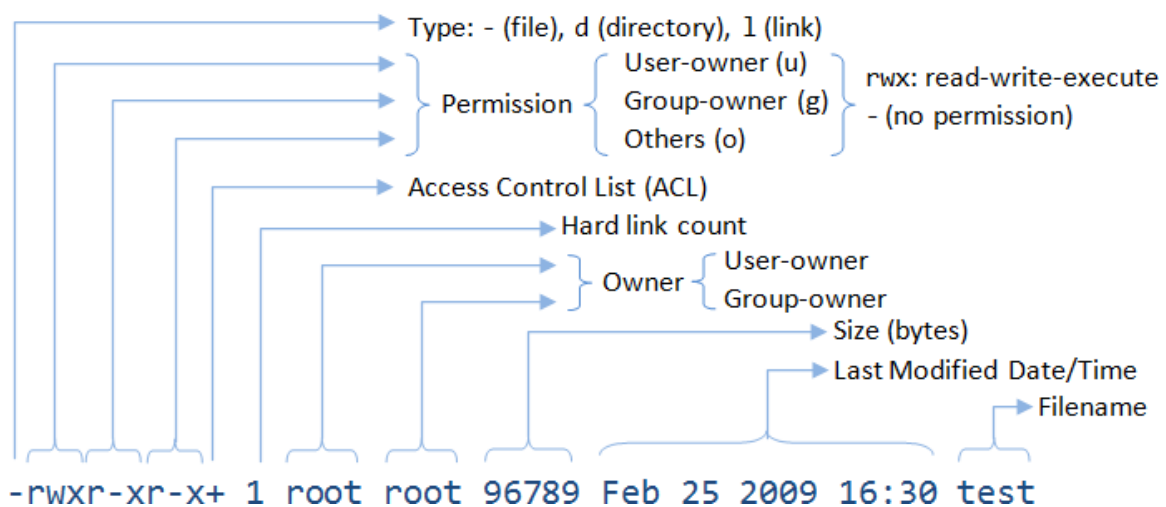 Type: - (file), d (directory), l (link)
User-owner (u)
Permission
Group-owner (g)
Others (o)
rwx: read-write-execute
- (no permission)
Access Control List (ACL)
Hard link count
User-owner
Owner
Group-owner
Size (bytes)
Last Modified Date/Time
Filename
-rwxr-xr-x+ 1 root root 96789 Feb 25 2009 16:30 test